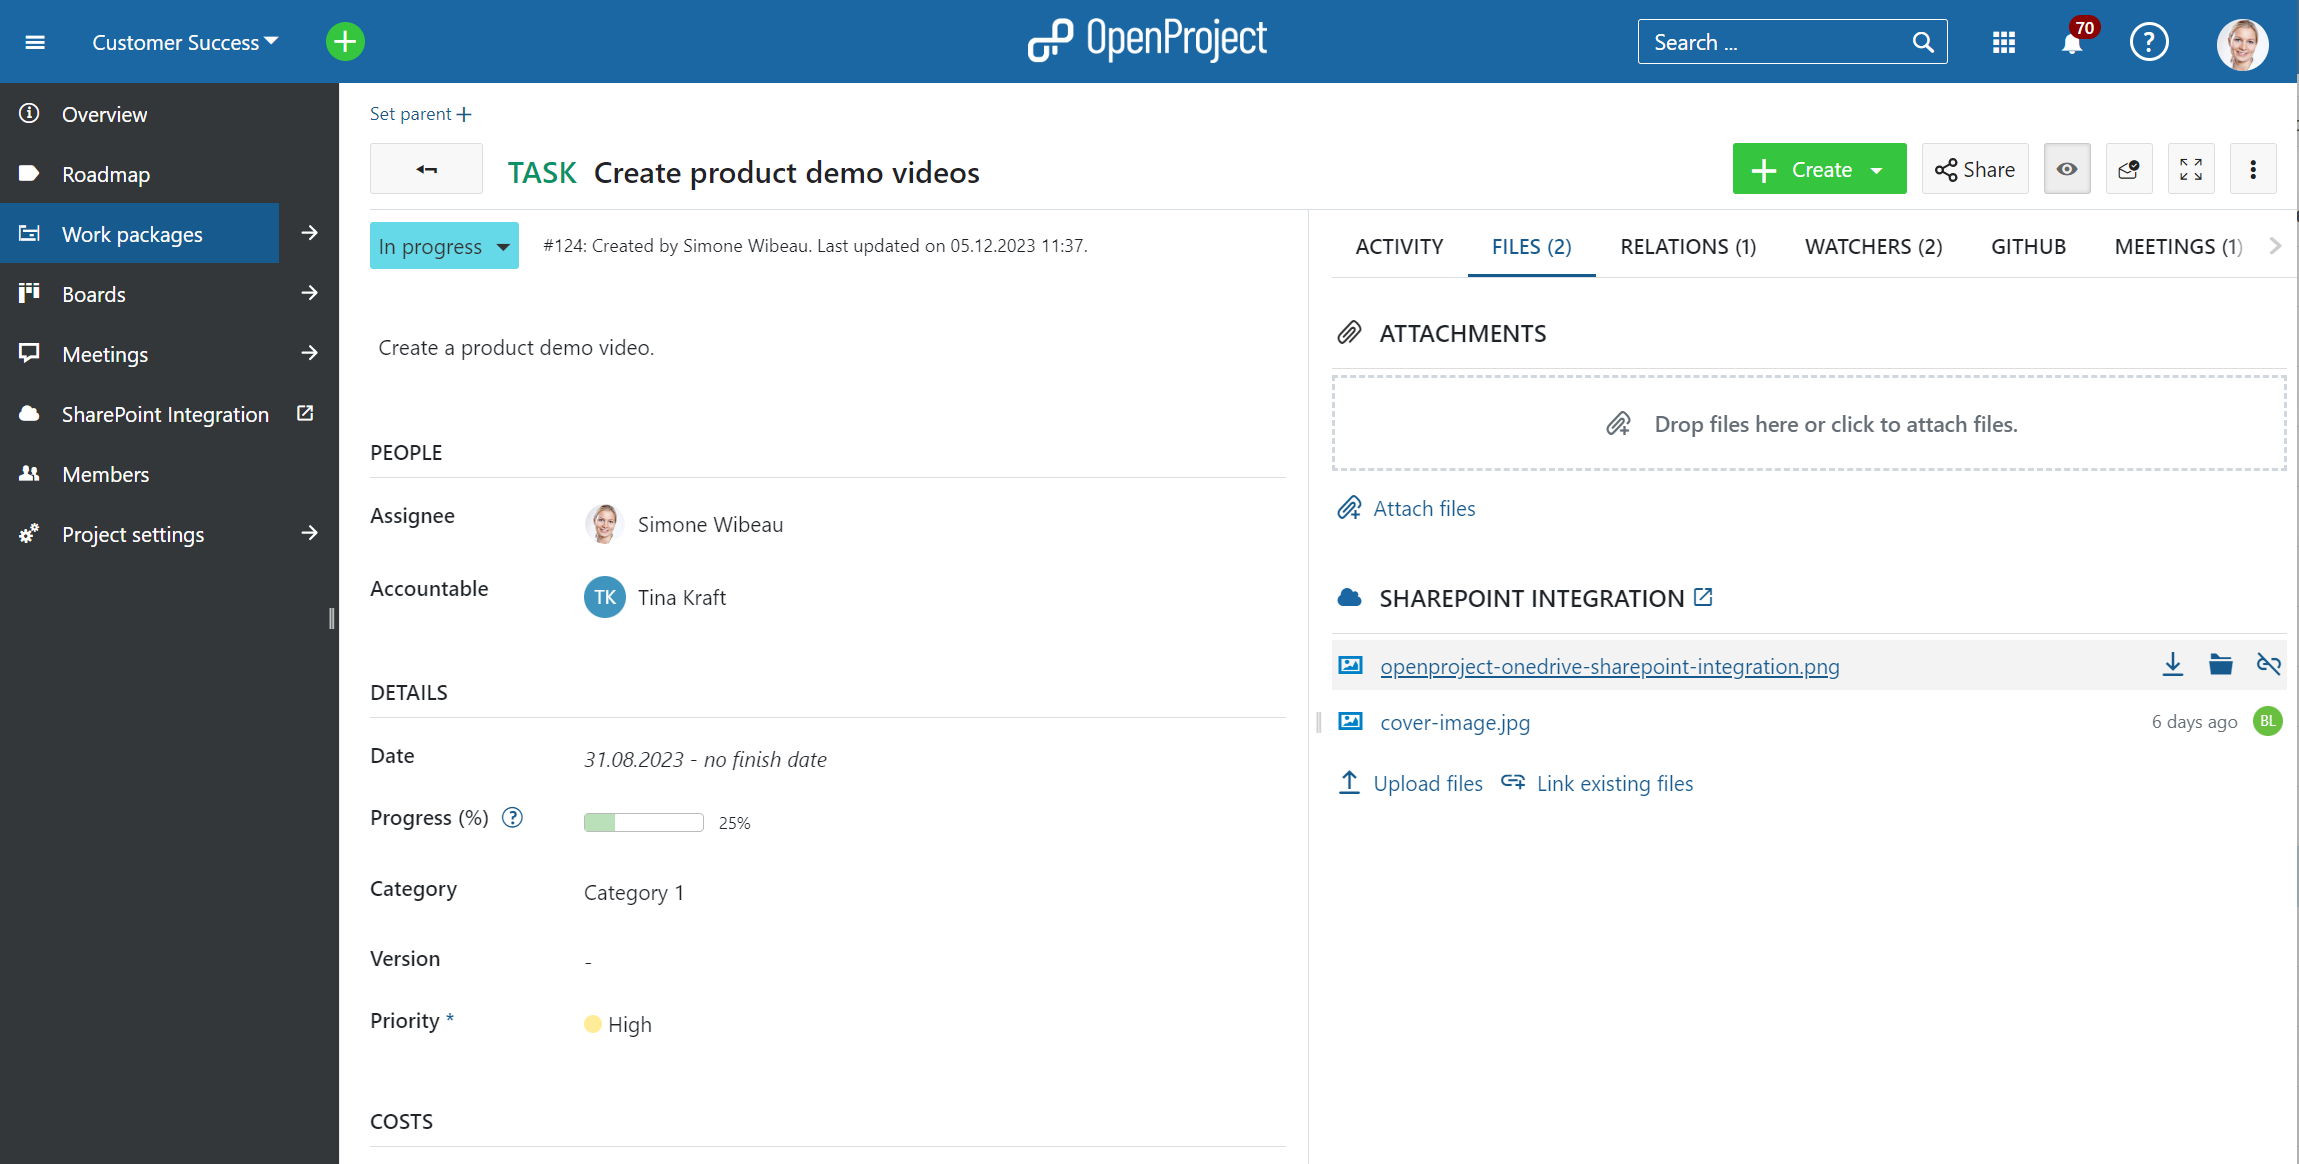 Customer Success
OpenProject
Search ...
70
?
Overview
Roadmap
Work packages
Boards
Meetings
SharePoint Integration
Members
Project settings
Set parent +
TASK Create product demo videos
+ Create
Share
In progress
#124: Created by Simone Wibeau. Last updated on 05.12.2023 11:37.
Create a product demo video.
PEOPLE
Assignee
Simone Wibeau
Accountable
TK Tina Kraft
DETAILS
Date
31.08.2023 - no finish date
Progress (%) ?
25%
Category
Category 1
Version
-
Priority *
High
COSTS
ACTIVITY
FILES (2)
RELATIONS (1)
WATCHERS (2)
GITHUB
MEETINGS (1)
ATTACHMENTS
Drop files here or click to attach files.
Attach files
SHAREPOINT INTEGRATION
openproject-onedrive-sharepoint-integration.png
cover-image.jpg
6 days ago
BL
Upload files
Link existing files